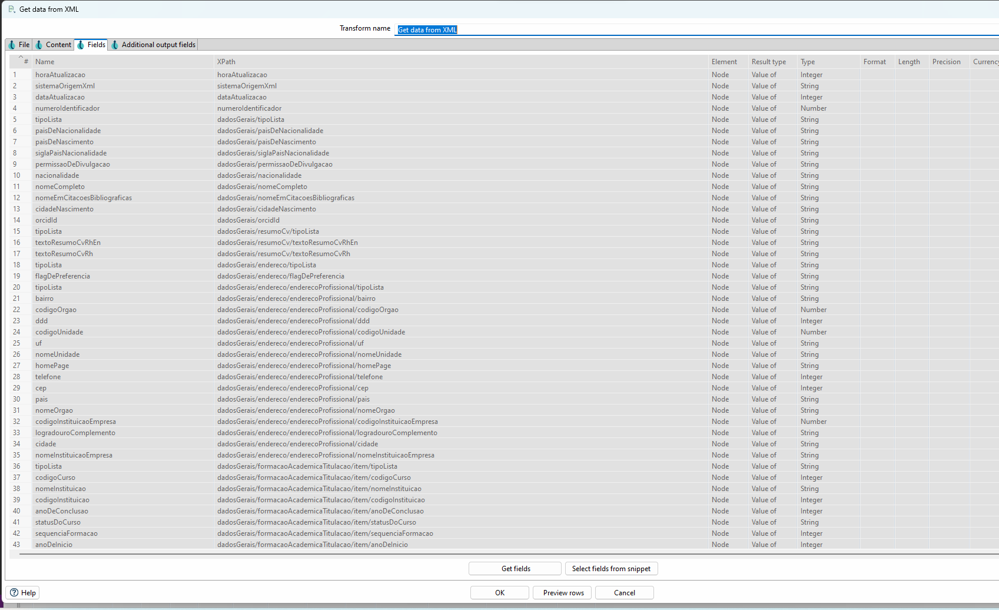 Get data from XML
Transform name Get data from XML
File Content Fields Additional output fields
# Name XPath Element Result type Type Format Length Precision Currency
1 horaAtualizacao horaAtualizacao Node Value of Integer
2 sistemaOrigemXml sistemaOrigemXml Node Value of String
3 dataAtualizacao dataAtualizacao Node Value of Integer
4 numeroIdentificador numeroIdentificador Node Value of Number
5 tipoLista dadosGerais/tipoLista Node Value of String
6 paisDeNacionalidade dadosGerais/paisDeNacionalidade Node Value of String
7 paisDeNascimento dadosGerais/paisDeNascimento Node Value of String
8 siglaPaisNacionalidade dadosGerais/siglaPaisNacionalidade Node Value of String
9 permissaoDeDivulgacao dadosGerais/permissaoDeDivulgacao Node Value of String
10 nacionalidade dadosGerais/nacionalidade Node Value of String
11 nomeCompleto dadosGerais/nomeCompleto Node Value of String
12 nomeEmCitacoesBibliograficas dadosGerais/nomeEmCitacoesBibliograficas Node Value of String
13 cidadeNascimento dadosGerais/cidadeNascimento Node Value of String
14 orcidId dadosGerais/orcidId Node Value of String
15 tipoLista dadosGerais/resumoCv/tipoLista Node Value of String
16 textoResumoCvRhEn dadosGerais/resumoCv/textoResumoCvRhEn Node Value of String
17 textoResumoCvRh dadosGerais/resumoCv/textoResumoCvRh Node Value of String
18 tipoLista dadosGerais/endereco/tipoLista Node Value of String
19 flagDePreferencia dadosGerais/endereco/flagDePreferencia Node Value of String
20 tipoLista dadosGerais/endereco/enderecoProfissional/tipoLista Node Value of String
21 bairro dadosGerais/endereco/enderecoProfissional/bairro Node Value of String
22 codigoOrgao dadosGerais/endereco/enderecoProfissional/codigoOrgao Node Value of Number
23 ddd dadosGerais/endereco/enderecoProfissional/ddd Node Value of Integer
24 codigoUnidade dadosGerais/endereco/enderecoProfissional/codigoUnidade Node Value of Number
25 uf dadosGerais/endereco/enderecoProfissional/uf Node Value of String
26 nomeUnidade dadosGerais/endereco/enderecoProfissional/nomeUnidade Node Value of String
27 homePage dadosGerais/endereco/enderecoProfissional/homePage Node Value of String
28 telefone dadosGerais/endereco/enderecoProfissional/telefone Node Value of Integer
29 cep dadosGerais/endereco/enderecoProfissional/cep Node Value of Integer
30 pais dadosGerais/endereco/enderecoProfissional/pais Node Value of String
31 nomeOrgao dadosGerais/endereco/enderecoProfissional/nomeOrgao Node Value of String
32 codigoInstituicaoEmpresa dadosGerais/endereco/enderecoProfissional/codigoInstituicaoEmpresa Node Value of Number
33 logradouroComplemento dadosGerais/endereco/enderecoProfissional/logradouroComplemento Node Value of String
34 cidade dadosGerais/endereco/enderecoProfissional/cidade Node Value of String
35 nomeInstituicaoEmpresa dadosGerais/endereco/enderecoProfissional/nomeInstituicaoEmpresa Node Value of String
36 tipoLista dadosGerais/formacaoAcademicaTitulacao/item/tipoLista Node Value of String
37 codigoCurso dadosGerais/formacaoAcademicaTitulacao/item/codigoCurso Node Value of Integer
38 nomeInstituicao dadosGerais/formacaoAcademicaTitulacao/item/nomeInstituicao Node Value of String
39 codigoInstituicao dadosGerais/formacaoAcademicaTitulacao/item/codigoInstituicao Node Value of Integer
40 anoDeConclusao dadosGerais/formacaoAcademicaTitulacao/item/anoDeConclusao Node Value of Integer
41 statusDoCurso dadosGerais/formacaoAcademicaTitulacao/item/statusDoCurso Node Value of String
42 sequenciaFormacao dadosGerais/formacaoAcademicaTitulacao/item/sequenciaFormacao Node Value of Integer
43 anoDeInicio dadosGerais/formacaoAcademicaTitulacao/item/anoDeInicio Node Value of Integer
Get fields Select fields from snippet
Help OK Preview rows Cancel